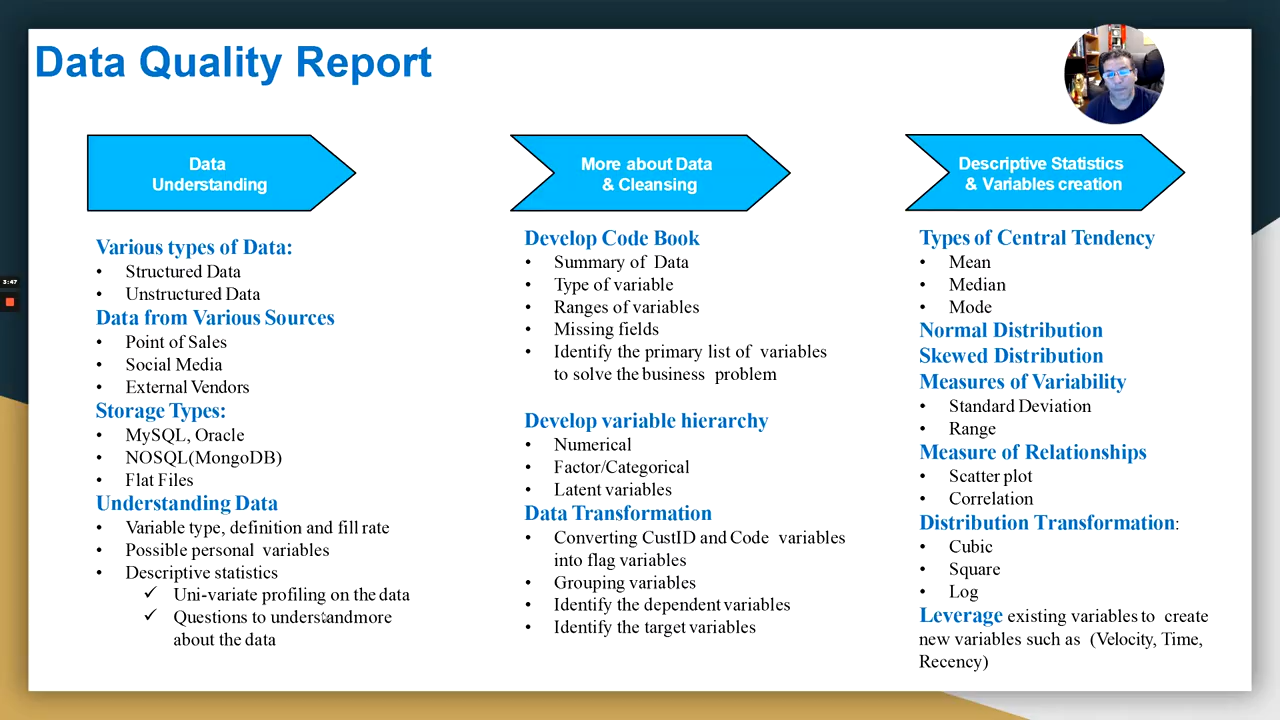 Data Quality Report
3:47
Data
Understanding
Various types of Data:
• Structured Data
• Unstructured Data
Data from Various Sources
• Point of Sales
• Social Media
• External Vendors
Storage Types:
• MySQL, Oracle
• NOSQL(MongoDB)
• Flat Files
Understanding Data
• Variable type, definition and fill rate
• Possible personal variables
• Descriptive statistics
✓ Uni-variate profiling on the data
✓ Questions to understandmore
about the data
More about Data
& Cleansing
Develop Code Book
• Summary of Data
• Type of variable
• Ranges of variables
• Missing fields
• Identify the primary list of variables
to solve the business problem
Develop variable hierarchy
• Numerical
• Factor/Categorical
• Latent variables
Data Transformation
• Converting CustID and Code variables
into flag variables
• Grouping variables
• Identify the dependent variables
• Identify the target variables
Descriptive Statistics
& Variables creation
Types of Central Tendency
• Mean
• Median
• Mode
Normal Distribution
Skewed Distribution
Measures of Variability
• Standard Deviation
• Range
Measure of Relationships
• Scatter plot
• Correlation
Distribution Transformation:
• Cubic
• Square
• Log
Leverage existing variables to create
new variables such as (Velocity, Time,
Recency)